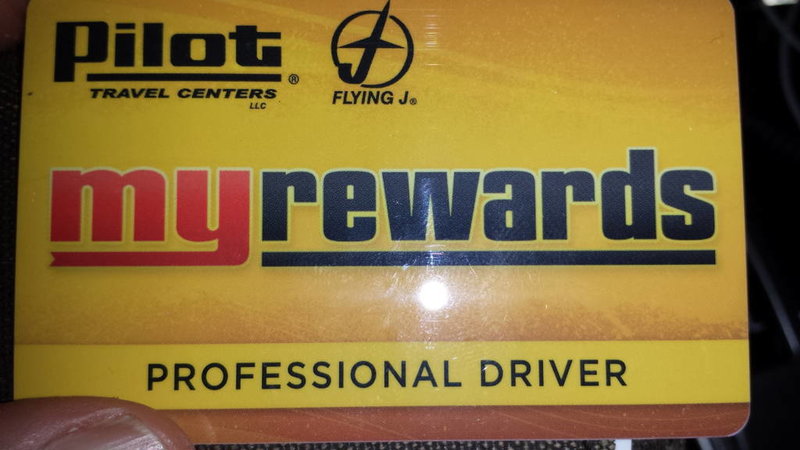 Pilot
TRAVEL CENTERS
LLC
®
FLYING J®
myrewards
PROFESSIONAL DRIVER